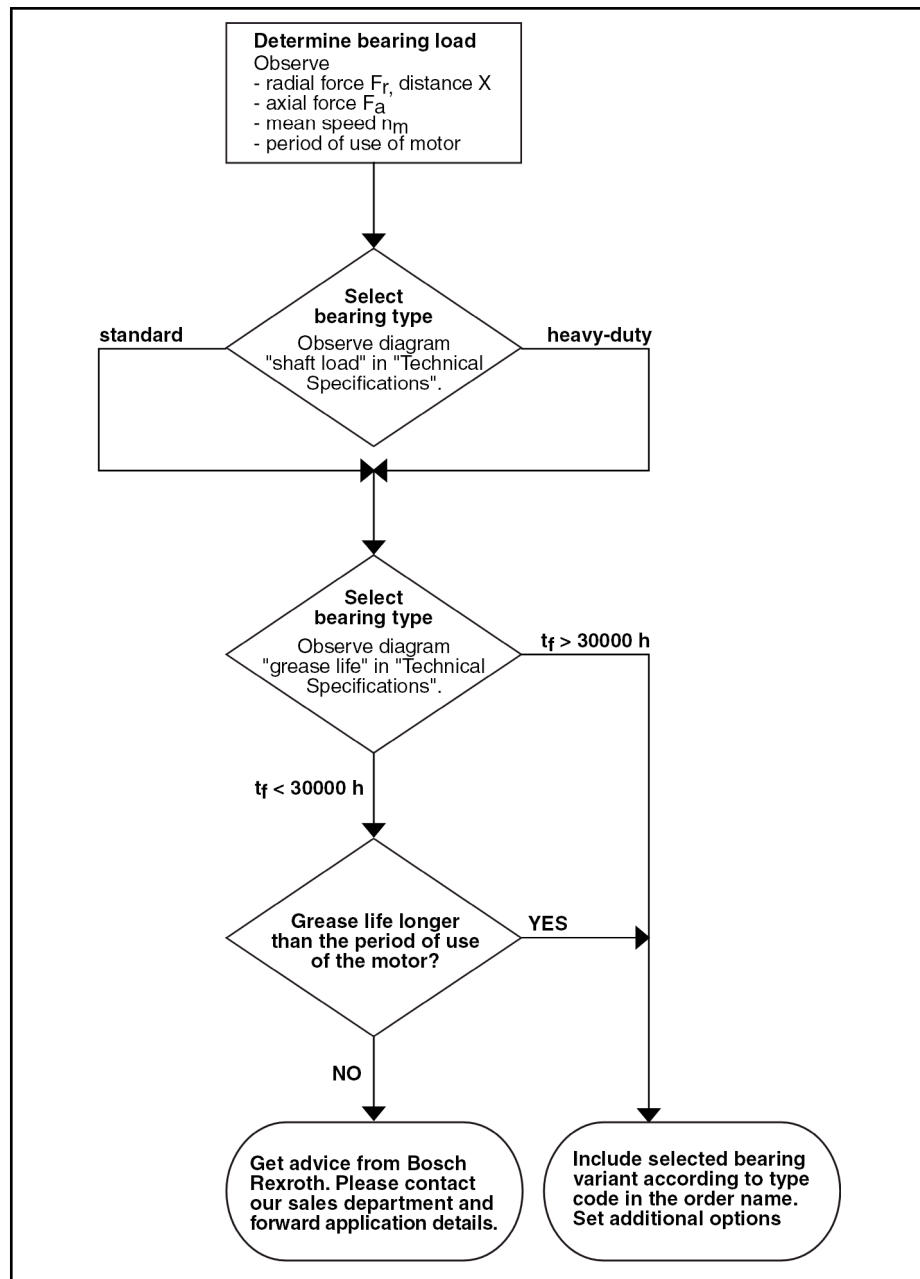 Determine bearing load
Observe
- radial force Fr, distance X
- axial force Fa
- mean speed nm
- period of use of motor
Select
bearing type
Observe diagram
"shaft load" in "Technical
Specifications".
standard
heavy-duty
Select
bearing type
Observe diagram
"grease life" in "Technical
Specifications".
tf > 30000 h
tf < 30000 h
Grease life longer
than the period of use
of the motor?
YES
NO
Get advice from Bosch
Rexroth. Please contact
our sales department and
forward application details.
Include selected bearing
variant according to type
code in the order name.
Set additional options